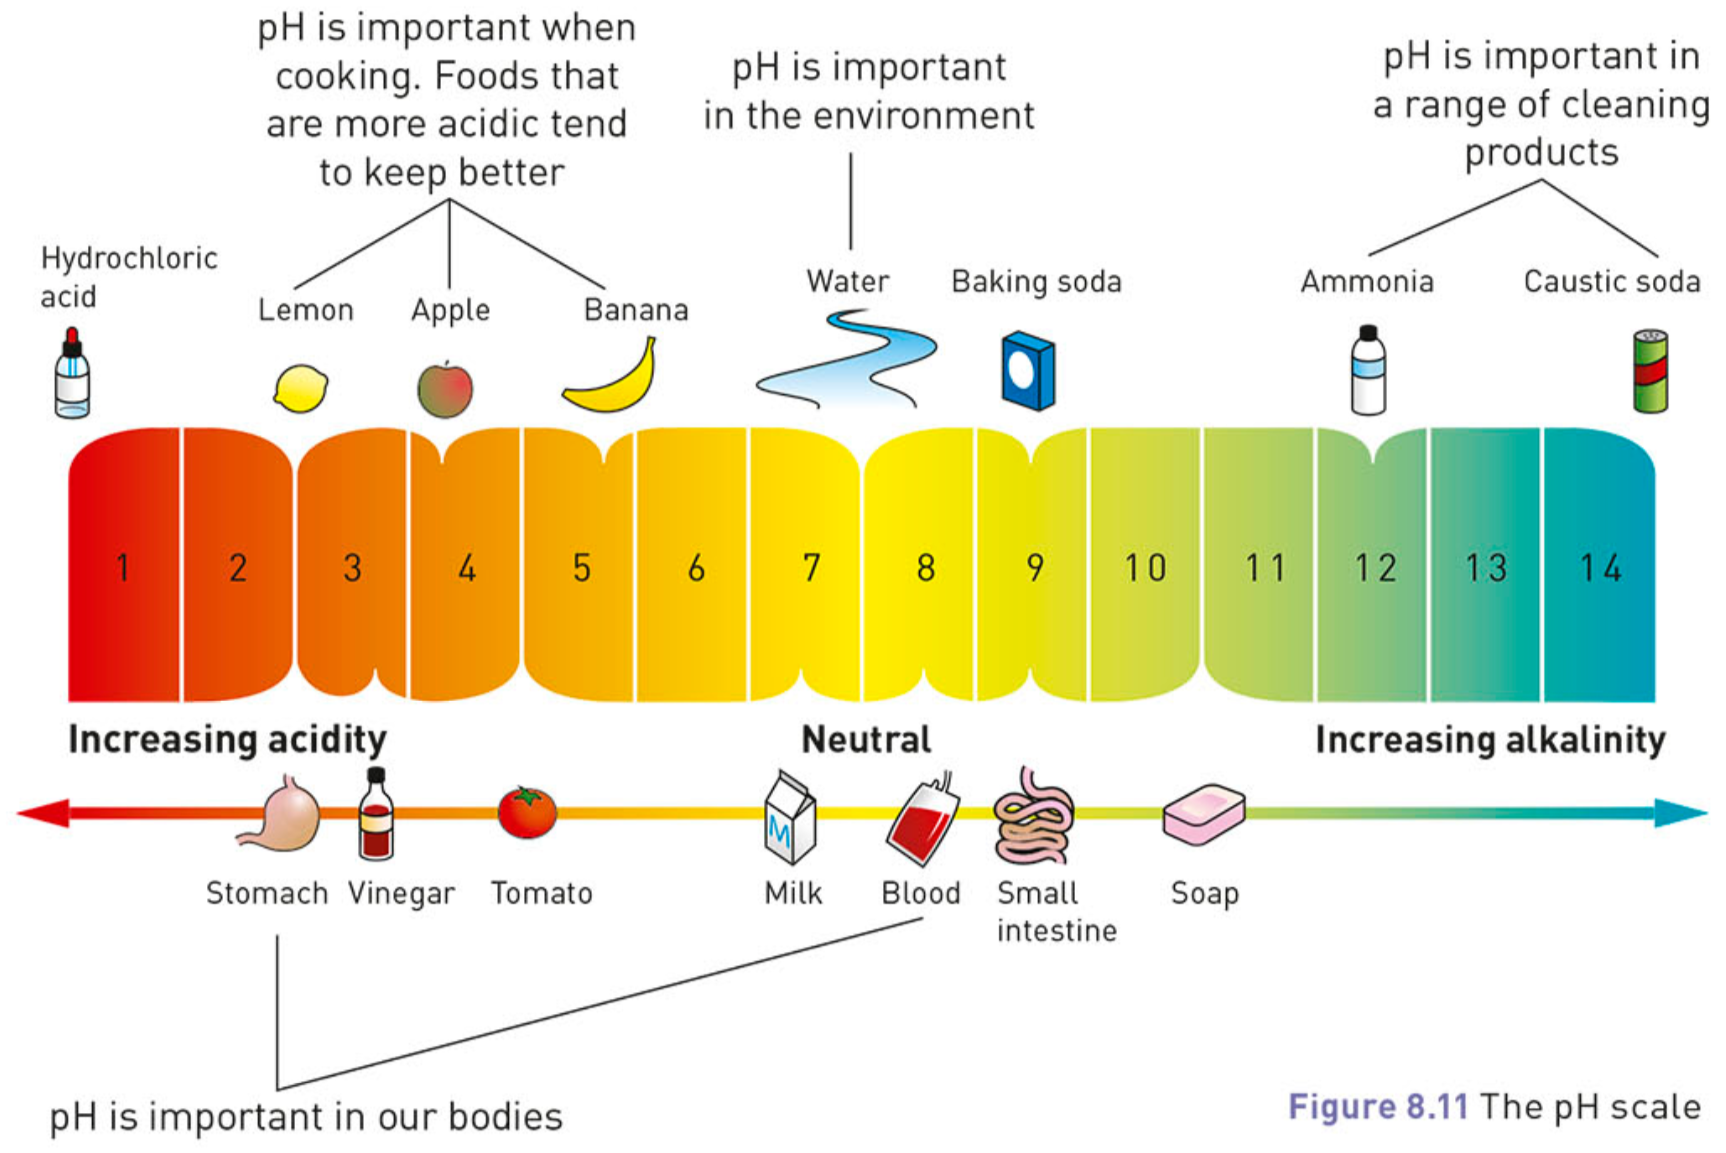 pH is important when
cooking. Foods that
are more acidic tend
to keep better
pH is important
in the environment
pH is important in
a range of cleaning
products
Hydrochloric
acid
Lemon
Apple
Banana
Water
Baking soda
Ammonia
Caustic soda
1 2 3 4 5 6 7 8 9 10 11 12 13 14
Increasing acidity
Neutral
Increasing alkalinity
M
Stomach
Vinegar
Tomato
Milk
Blood
Small
intestine
Soap
pH is important in our bodies
Figure 8.11 The pH scale